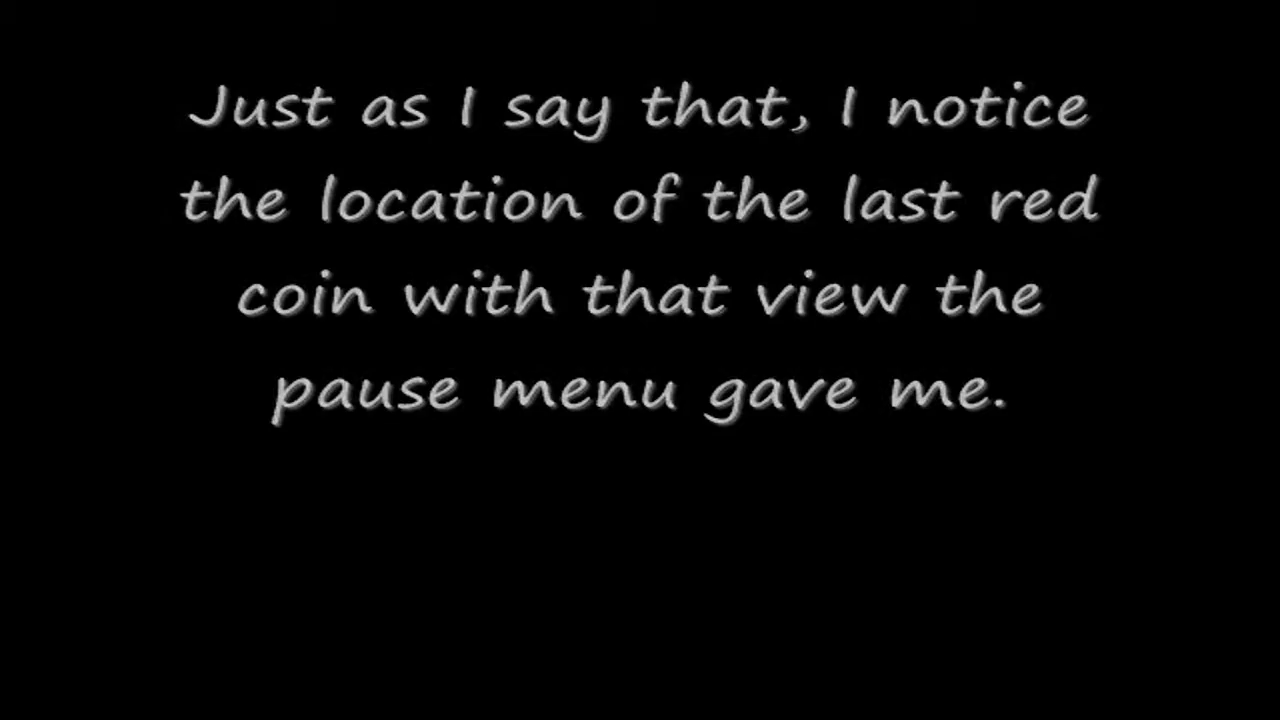 Just as I say that, I notice
the location of the last red
coin with that view the
pause menu gave me.